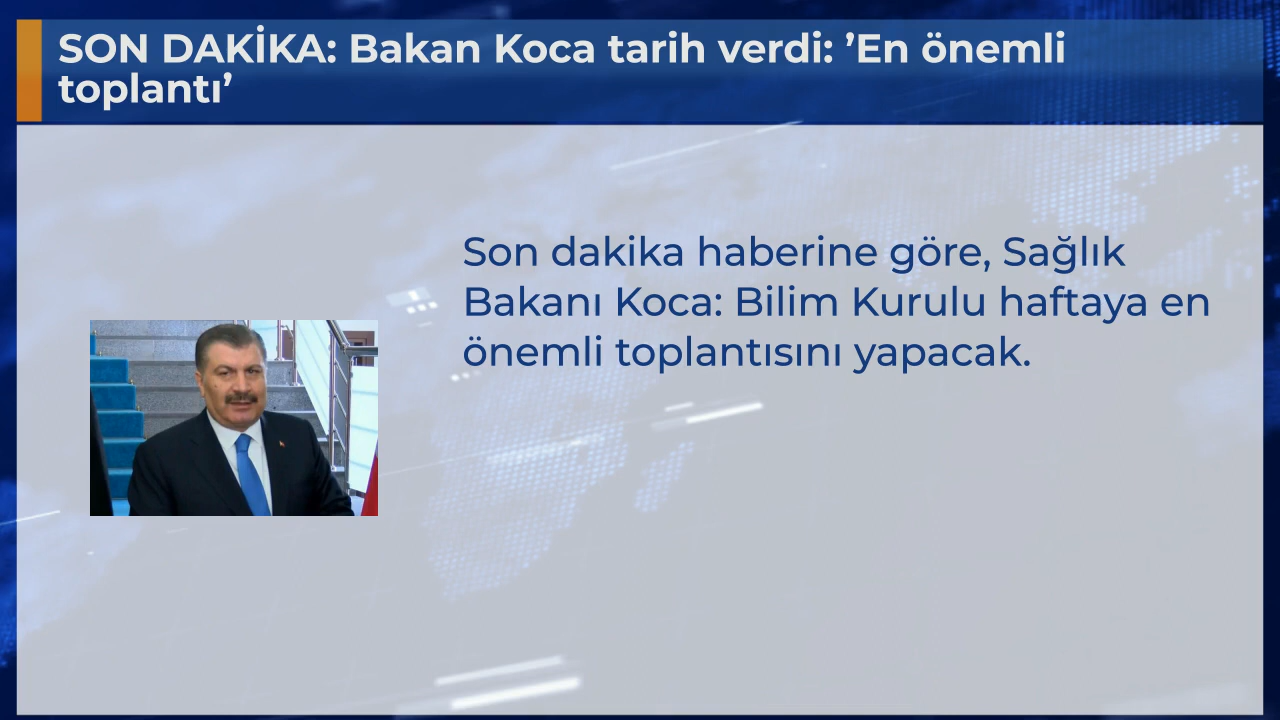 SON DAKİKA: Bakan Koca tarih verdi: ’En önemli
toplantı’
Son dakika haberine göre, Sağlık
Bakanı Koca: Bilim Kurulu haftaya en
önemli toplantısını yapacak.